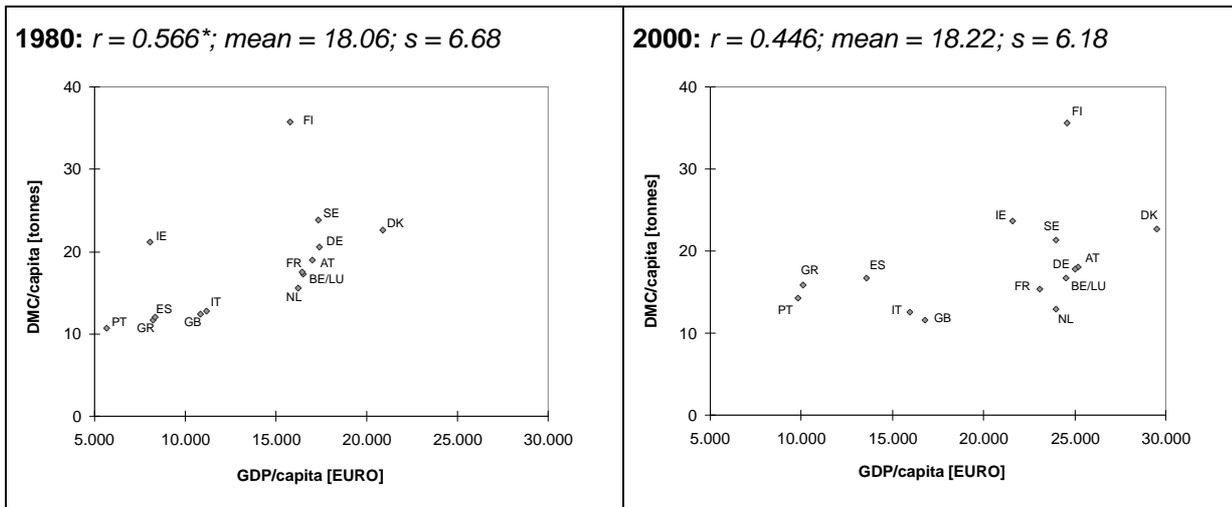 1980: r = 0.566*; mean = 18.06; s = 6.68
40
30
20
10
0
DMC/capita [tonnes]
FI
SE
DK
IE
DE
FR
AT
BE/LU
NL
ES
IT
PT
GR
GB
5.000
10.000
15.000
20.000
25.000
30.000
GDP/capita [EURO]
2000: r = 0.446; mean = 18.22; s = 6.18
40
30
20
10
0
DMC/capita [tonnes]
FI
IE
DK
SE
GR
ES
DE
AT
FR
BE/LU
PT
IT
GB
NL
5.000
10.000
15.000
20.000
25.000
30.000
GDP/capita [EURO]